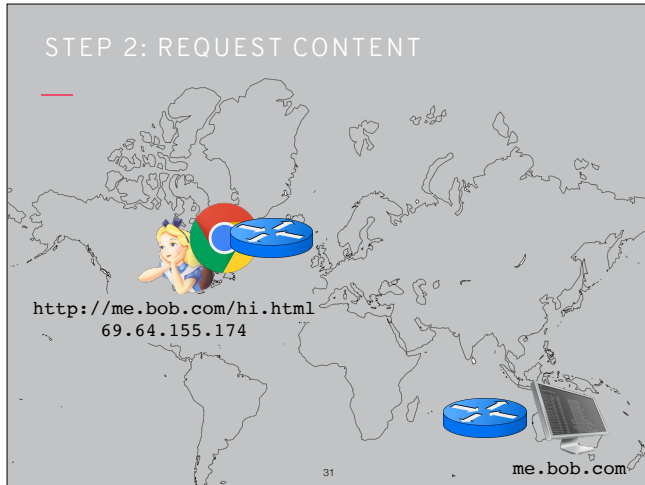 STEP 2: REQUEST CONTENT
http://me.bob.com/hi.html
69.64.155.174
me.bob.com
31